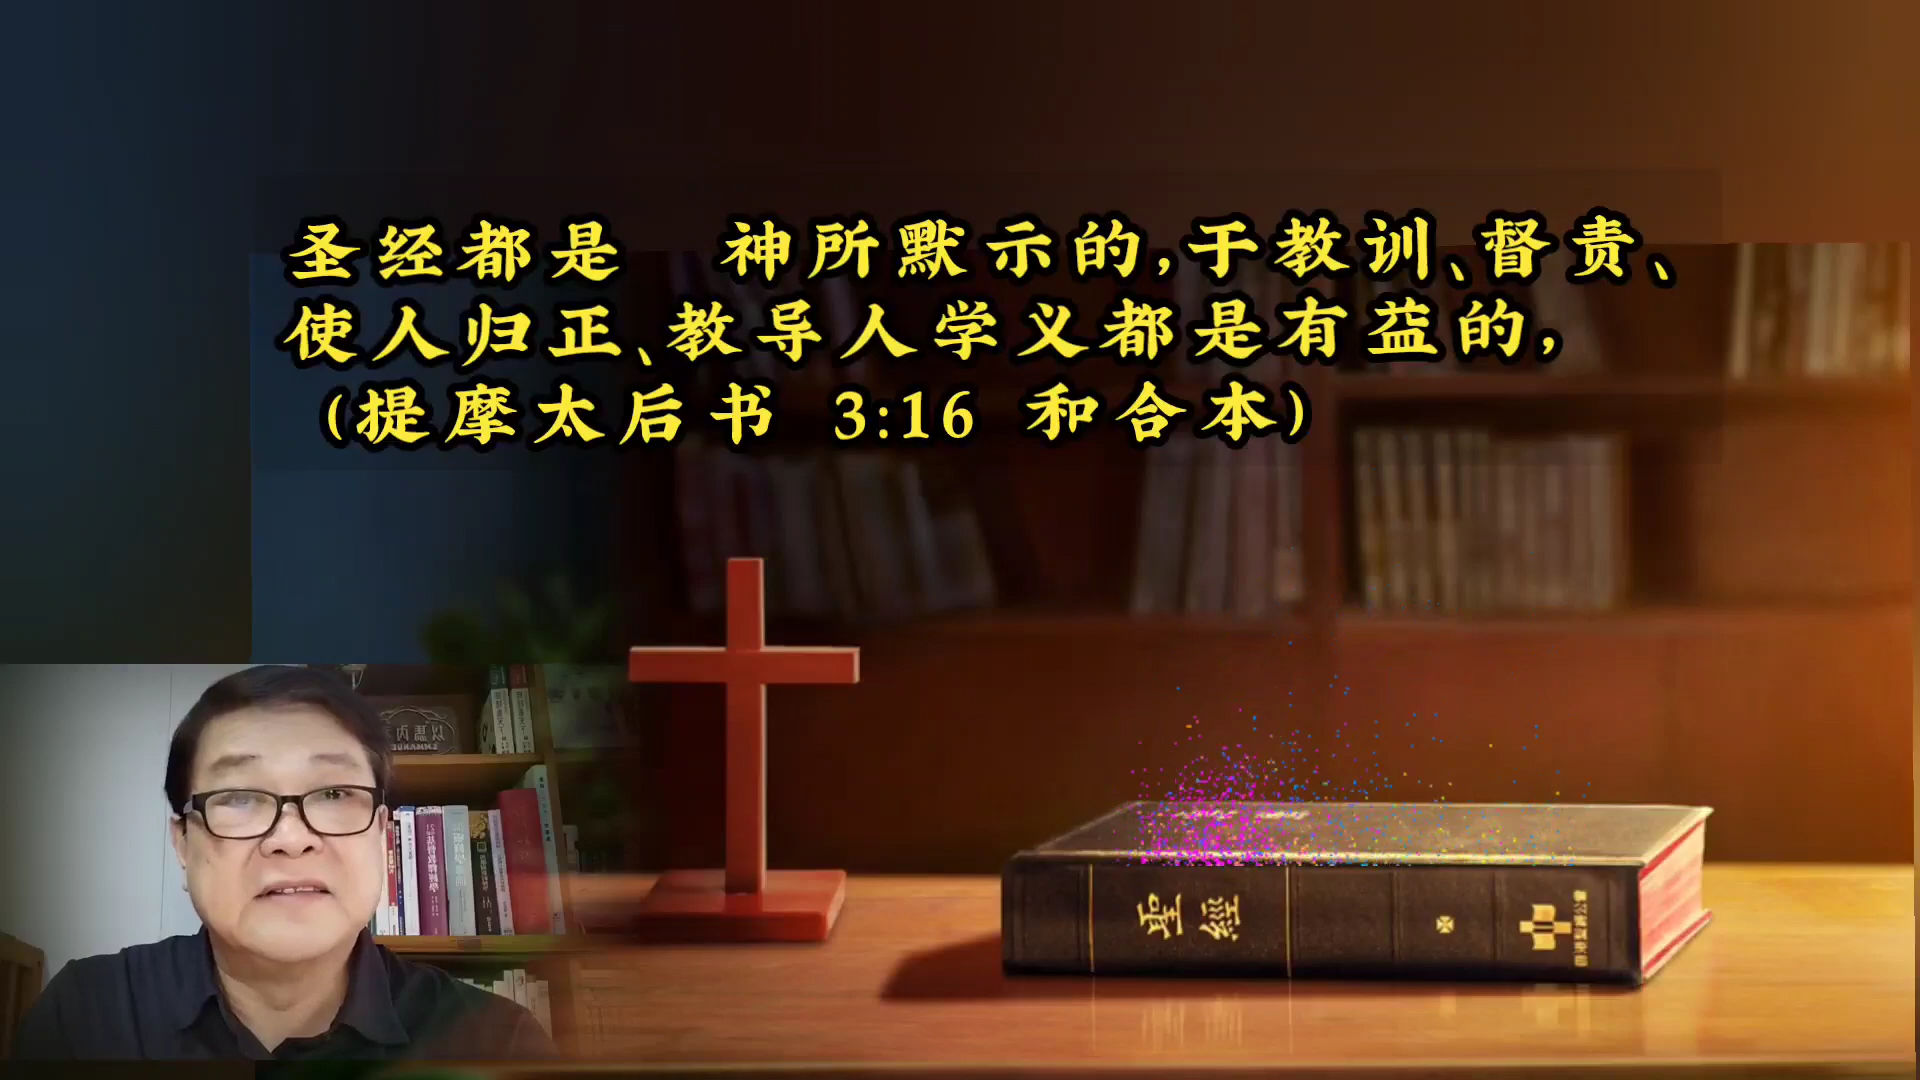 圣经都是 神所默示的,于教训、督责、
使人归正、教导人学义都是有益的,
(提摩太后书 3:16 和合本)
聖經